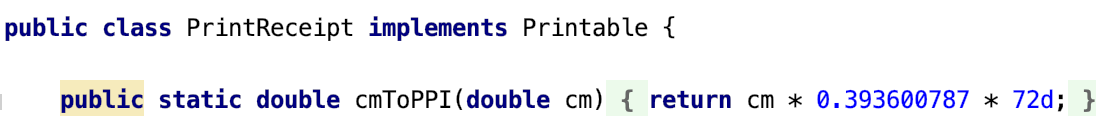 public class PrintReceipt implements Printable {
public static double cmToPPI(double cm) { return cm * 0.393600787 * 72d; }